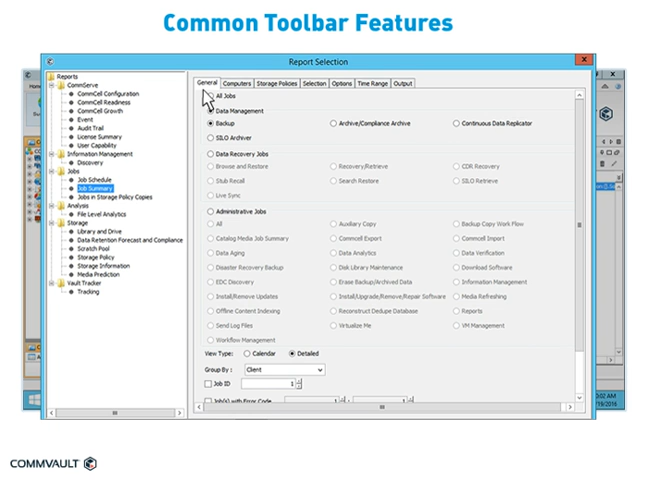 Common Toolbar Features
Report Selection
Reports
CommServe
CommCell Configuration
CommCell Readiness
CommCell Growth
Event
Audit Trail
License Summary
User Capability
Information Management
Discovery
Jobs
Job Schedule
Job Summary
Jobs in Storage Policy Copies
Analysis
File Level Analytics
Storage
Library and Drive
Data Retention Forecast and Compliance
Scratch Pool
Storage Policy
Storage Information
Media Prediction
Vault Tracker
Tracking
General Computers Storage Policies Selection Options Time Range Output
All Jobs
Data Management
Backup Archive/Compliance Archive Continuous Data Replicator
SILO Archiver
Data Recovery Jobs
Browse and Restore Recovery/Retrieve CDR Recovery
Stub Recall Search Restore SILO Retrieve
Live Sync
Administrative Jobs
All Auxiliary Copy Backup Copy Work Flow
Catalog Media Job Summary Commcell Export Commcell Import
Data Aging Data Analytics Data Verification
Disaster Recovery Backup Disk Library Maintenance Download Software
EDC Discovery Erase Backup/Archived Data Information Management
Install/Remove Updates Install/Upgrade/Remove/Repair Software Media Refreshing
Offline Content Indexing Reconstruct Dedupe Database Reports
Send Log Files Virtualize Me VM Management
Workflow Management
View Type: Calendar Detailed
Group By : Client
Job ID 1
Job(s) with Error Code 1 : 1
COMMVAULT